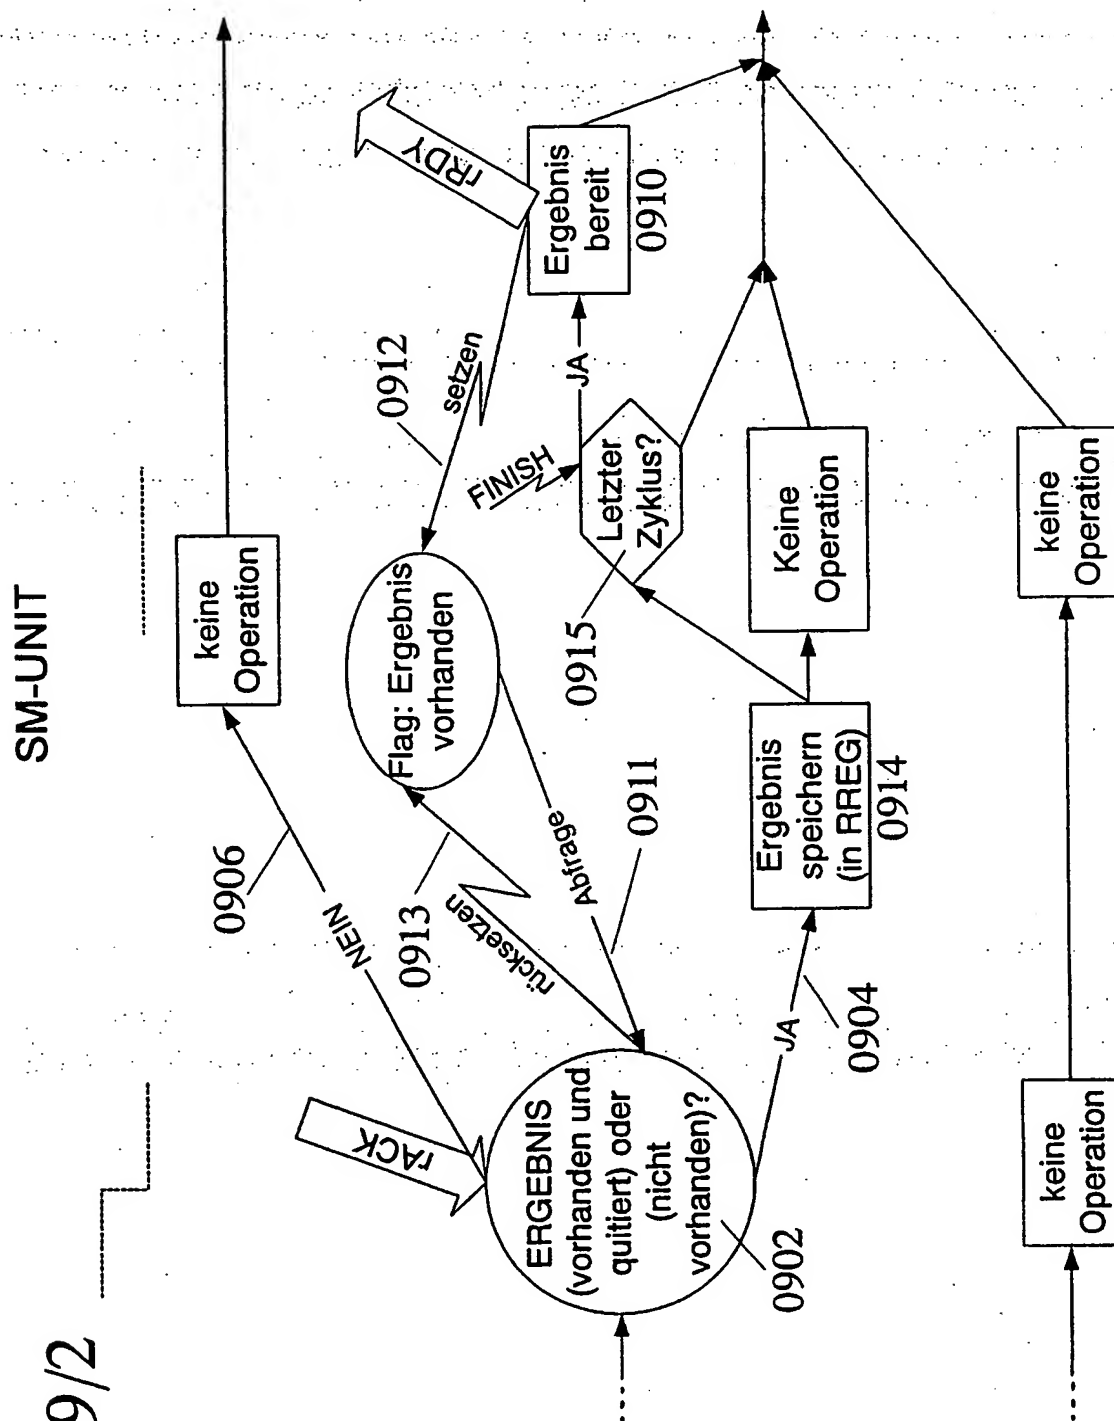 9/2
SM-UNIT
rACK
ERGEBNIS
(vorhanden und
quitiert) oder
(nicht
vorhanden)?
0902
NEIN
0906
keine
Operation
rücksetzen
0913
Abfrage
0911
Flag: Ergebnis
vorhanden
setzen
0912
JA
0904
Ergebnis
speichern
(in RREG)
0914
FINISH
Letzter
Zyklus?
0915
JA
Ergebnis
bereit
0910
rRDY
Keine
Operation
keine
Operation
keine
Operation